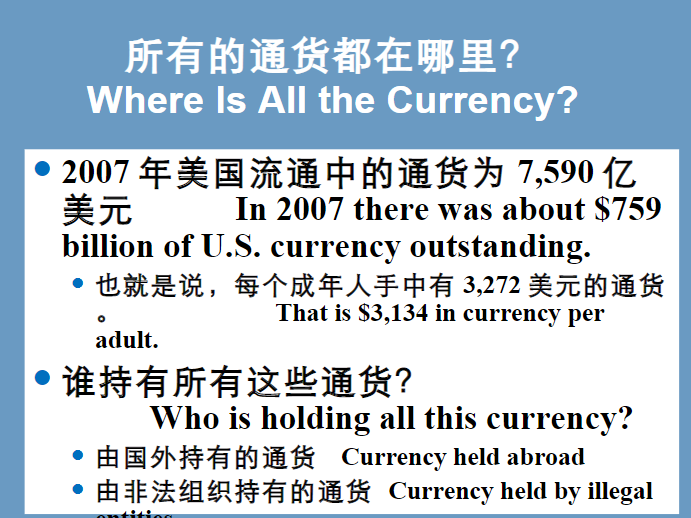 所有的通货都在哪里？
Where Is All the Currency?
2007 年美国流通中的通货为 7,590 亿
美元 In 2007 there was about $759
billion of U.S. currency outstanding.
也就是说，每个成年人手中有 3,272 美元的通货
。 That is $3,134 in currency per
adult.
谁持有所有这些通货？
Who is holding all this currency?
由国外持有的通货 Currency held abroad
由非法组织持有的通货 Currency held by illegal